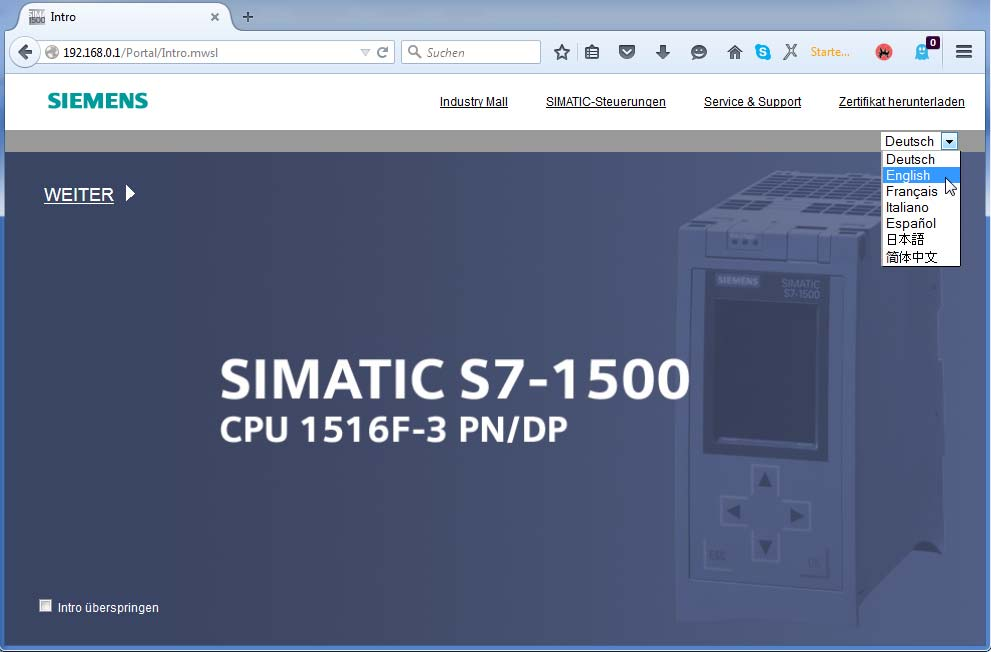 Intro
192.168.0.1/Portal/Intro.mwsl
Suchen
Starte...
0
SIEMENS
Industry Mall
SIMATIC-Steuerungen
Service & Support
Zertifikat herunterladen
Deutsch
Deutsch
English
Français
Italiano
Español
日本語
简体中文
WEITER
SIEMENS
SIMATIC
S7-1500
SIMATIC S7-1500
CPU 1516F-3 PN/DP
ESC
OK
Intro überspringen